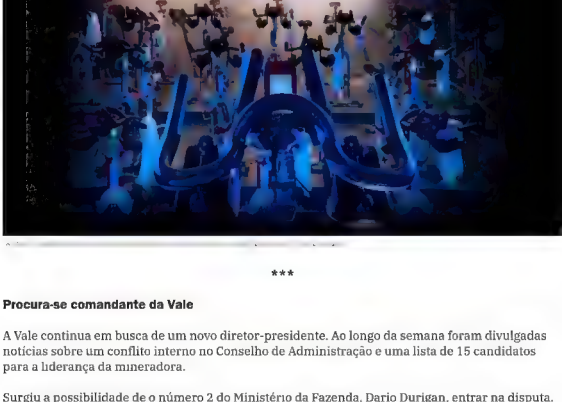 ***
Procura-se comandante da Vale
A Vale continua em busca de um novo diretor-presidente. Ao longo da semana foram divulgadas
notícias sobre um conflito interno no Conselho de Administração e uma lista de 15 candidatos
para a liderança da mineradora.
Surgiu a possibilidade de o número 2 do Ministério da Fazenda, Dario Durigan, entrar na disputa.